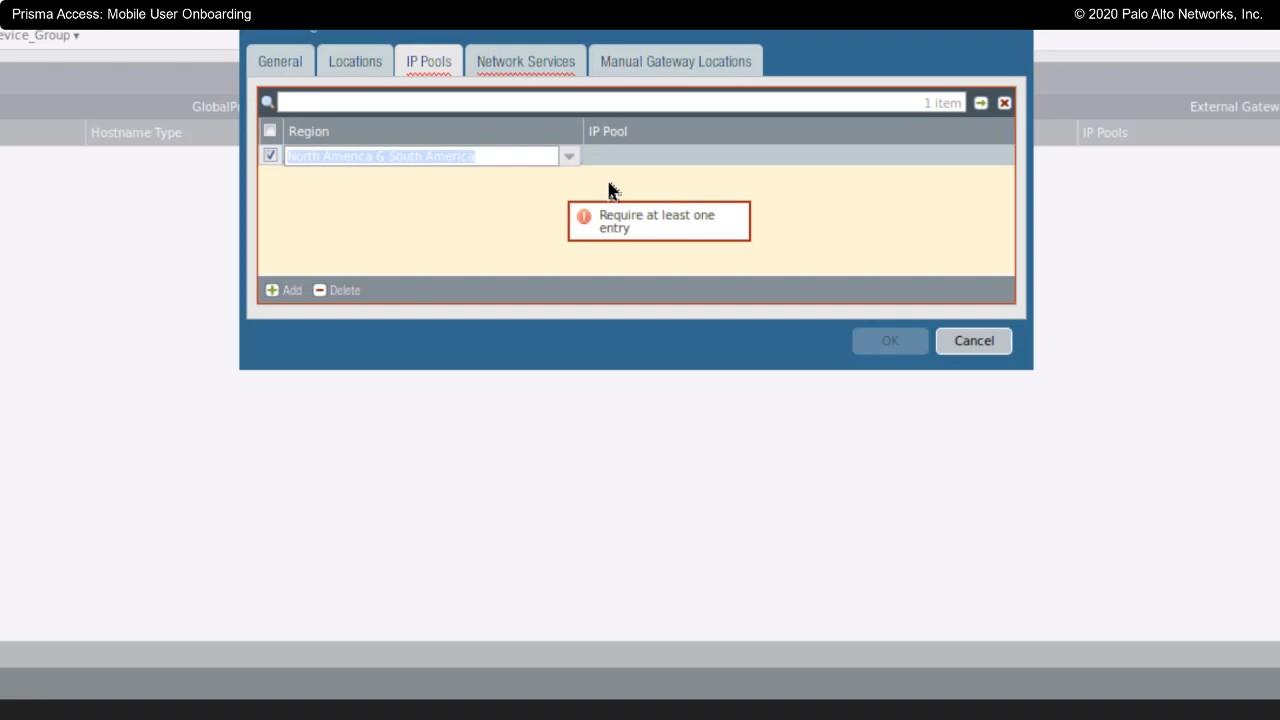 Prisma Access: Mobile User Onboarding
© 2020 Palo Alto Networks, Inc.
evice_Group
General
Locations
IP Pools
Network Services
Manual Gateway Locations
1 item
GlobalPr
External Gatew
Hostname Type
Region
IP Pool
IP Pools
North America & South America
Require at least one
entry
Add
Delete
OK
Cancel